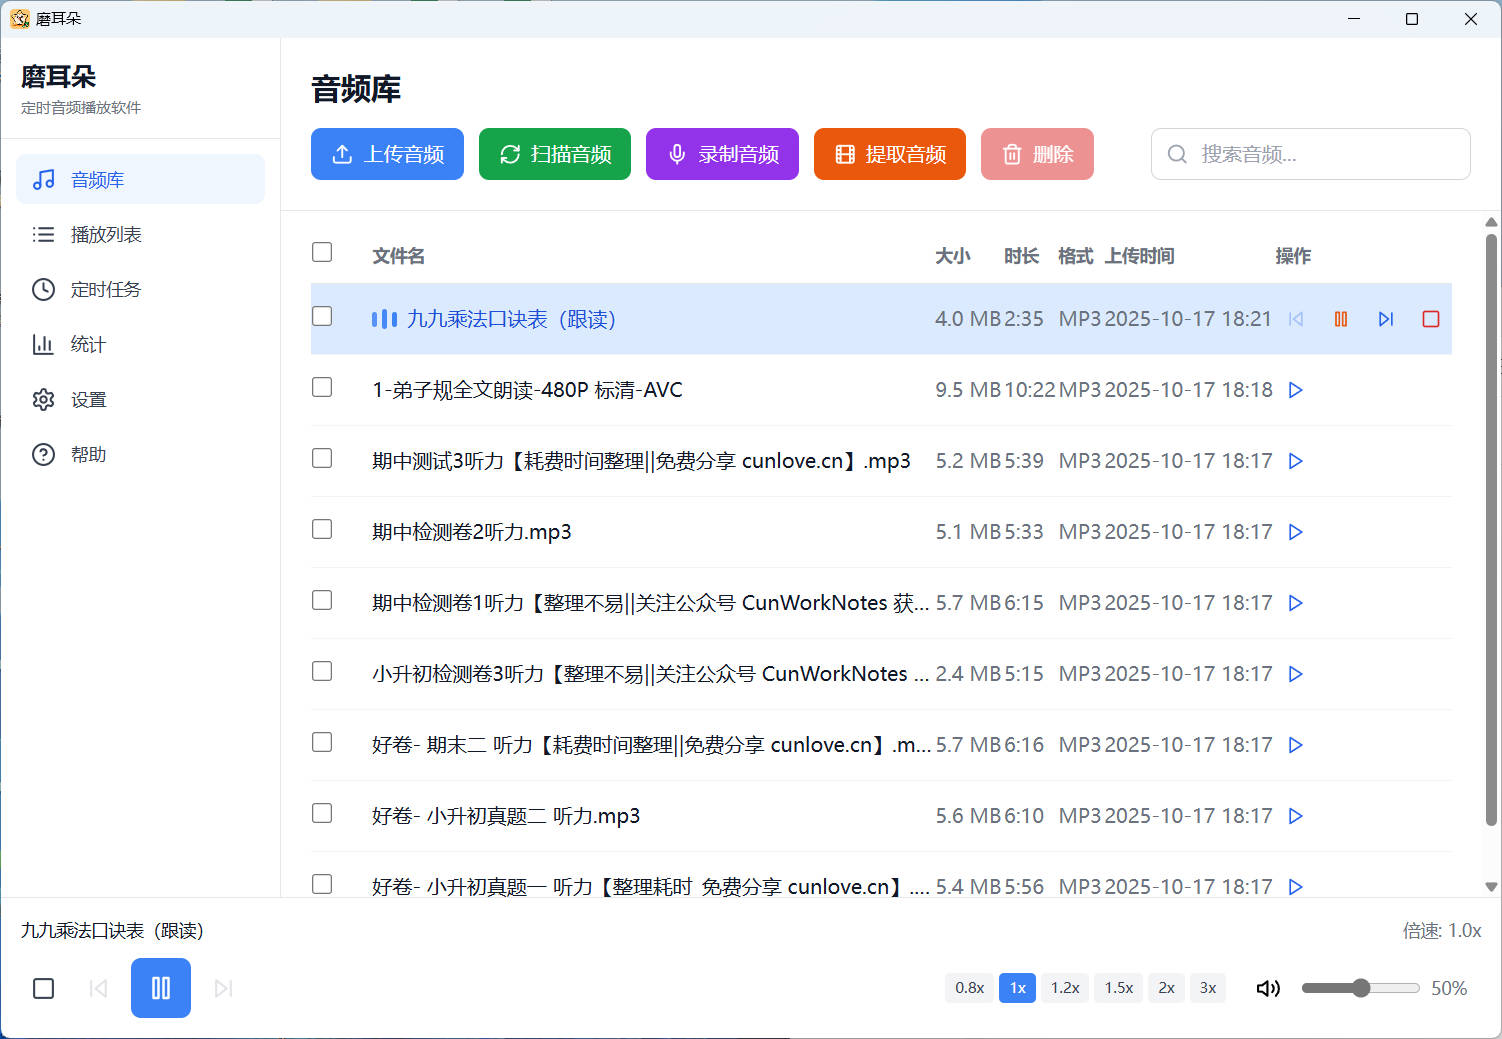 磨耳朵
磨耳朵
定时音频播放软件
音频库
播放列表
定时任务
统计
设置
帮助
音频库
上传音频 扫描音频 录制音频 提取音频 删除 搜索音频...
文件名 大小 时长 格式 上传时间 操作
九九乘法口诀表（跟读） 4.0 MB 2:35 MP3 2025-10-17 18:21
1-弟子规全文朗读-480P 标清-AVC 9.5 MB 10:22 MP3 2025-10-17 18:18
期中测试3听力【耗费时间整理||免费分享 cunlove.cn】.mp3 5.2 MB 5:39 MP3 2025-10-17 18:17
期中检测卷2听力.mp3 5.1 MB 5:33 MP3 2025-10-17 18:17
期中检测卷1听力【整理不易||关注公众号 CunWorkNotes 获... 5.7 MB 6:15 MP3 2025-10-17 18:17
小升初检测卷3听力【整理不易||关注公众号 CunWorkNotes ... 2.4 MB 5:15 MP3 2025-10-17 18:17
好卷- 期末二 听力【耗费时间整理||免费分享 cunlove.cn】.m... 5.7 MB 6:16 MP3 2025-10-17 18:17
好卷- 小升初真题二 听力.mp3 5.6 MB 6:10 MP3 2025-10-17 18:17
好卷- 小升初真题一 听力【整理耗时 免费分享 cunlove.cn】.... 5.4 MB 5:56 MP3 2025-10-17 18:17
九九乘法口诀表（跟读）
倍速: 1.0x
0.8x 1x 1.2x 1.5x 2x 3x 50%